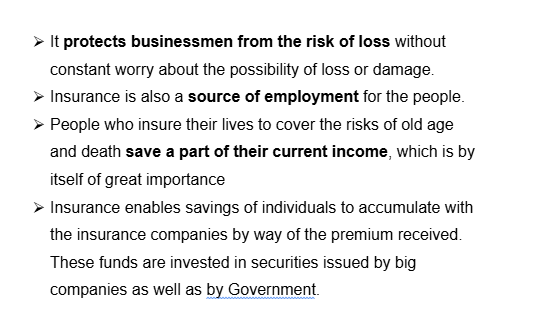 ➢ It protects businessmen from the risk of loss without
constant worry about the possibility of loss or damage.
➢ Insurance is also a source of employment for the people.
➢ People who insure their lives to cover the risks of old age
and death save a part of their current income, which is by
itself of great importance
➢ Insurance enables savings of individuals to accumulate with
the insurance companies by way of the premium received.
These funds are invested in securities issued by big
companies as well as by Government.